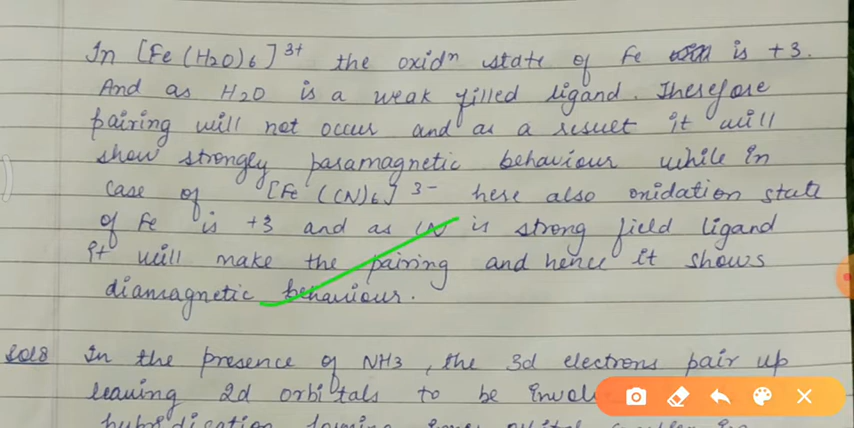 In [Fe(H2O)6]3+ the oxidn state of Fe is +3.
And as H2O is a weak filled ligand. Therefore
pairing will not occur and as a result it will
show strongly paramagnetic behaviour while in
case of [Fe(CN)6]3- here also onidation state
of Fe is +3 and as CN is strong field ligand
it will make the pairing and hence it shows
diamagnetic behaviour.
Sol8 In the presence of NH3, the 3d electrons pair up
leaving 2d orbitals to be